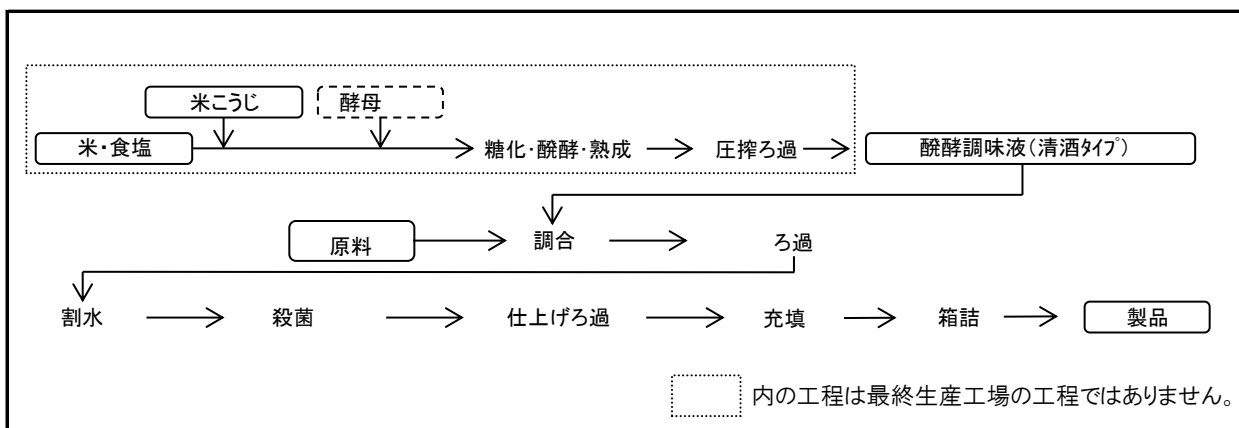 米こうじ 酵母
米・食塩 糖化・醗酵・熟成 圧搾ろ過 醗酵調味液(清酒ﾀｲﾌﾟ)
原料 調合 ろ過
割水 殺菌 仕上げろ過 充填 箱詰 製品
内の工程は最終生産工場の工程ではありません。